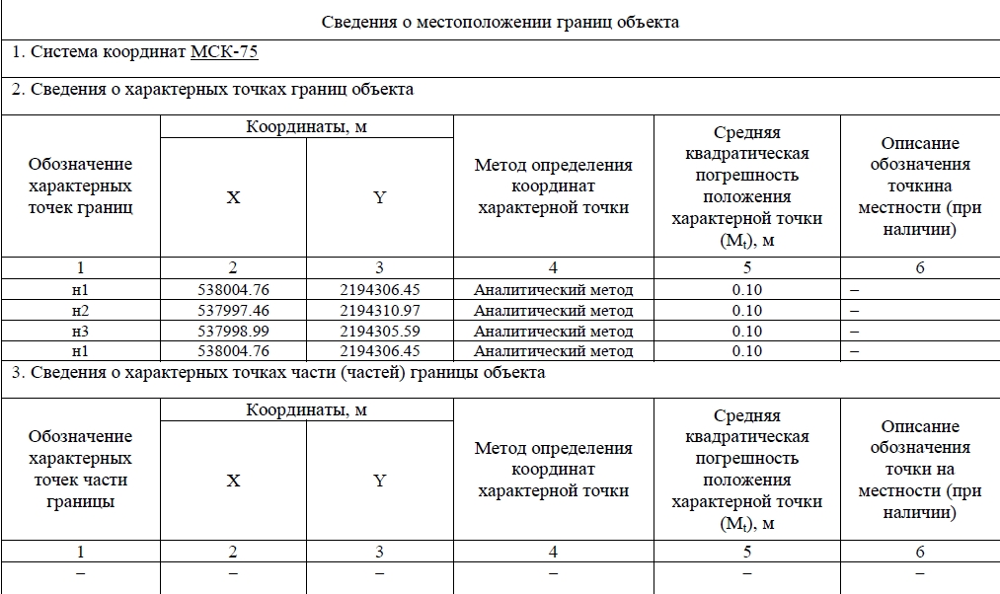 Сведения о местоположении границ объекта
1. Система координат МСК-75
2. Сведения о характерных точках границ объекта
Обозначение
характерных
точек границ
Координаты, м
X
Y
Метод определения
координат
характерной точки
Средняя
квадратическая
погрешность
положения
характерной точки
(Mt), м
Описание
обозначения
точкина
местности (при
наличии)
1 2 3 4 5 6
н1 538004.76 2194306.45 Аналитический метод 0.10 –
н2 537997.46 2194310.97 Аналитический метод 0.10 –
н3 537998.99 2194305.59 Аналитический метод 0.10 –
н1 538004.76 2194306.45 Аналитический метод 0.10 –
3. Сведения о характерных точках части (частей) границы объекта
Обозначение
характерных
точек части
границы
Координаты, м
X
Y
Метод определения
координат
характерной точки
Средняя
квадратическая
погрешность
положения
характерной точки
(Mt), м
Описание
обозначения
точки на
местности (при
наличии)
1 2 3 4 5 6
– – – – – –